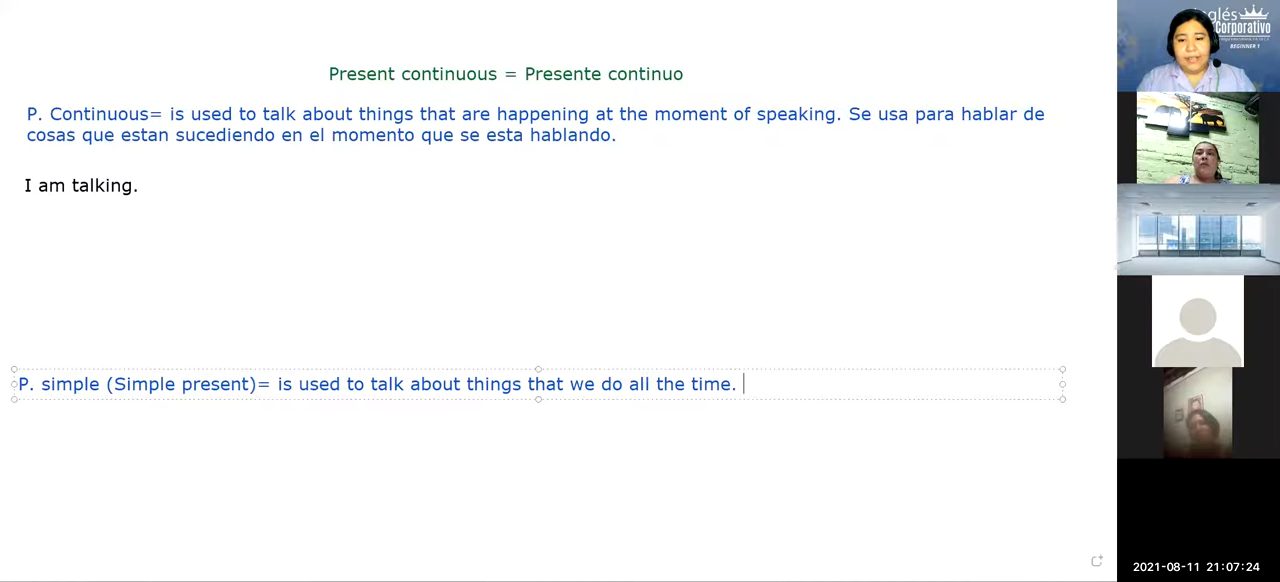 Present continuous = Presente continuo
P. Continuous= is used to talk about things that are happening at the moment of speaking. Se usa para hablar de
cosas que estan sucediendo en el momento que se esta hablando.
I am talking.
P. simple (Simple present)= is used to talk about things that we do all the time.
Inglés
Corporativo
BEGINNER 1
2021-08-11 21:07:24